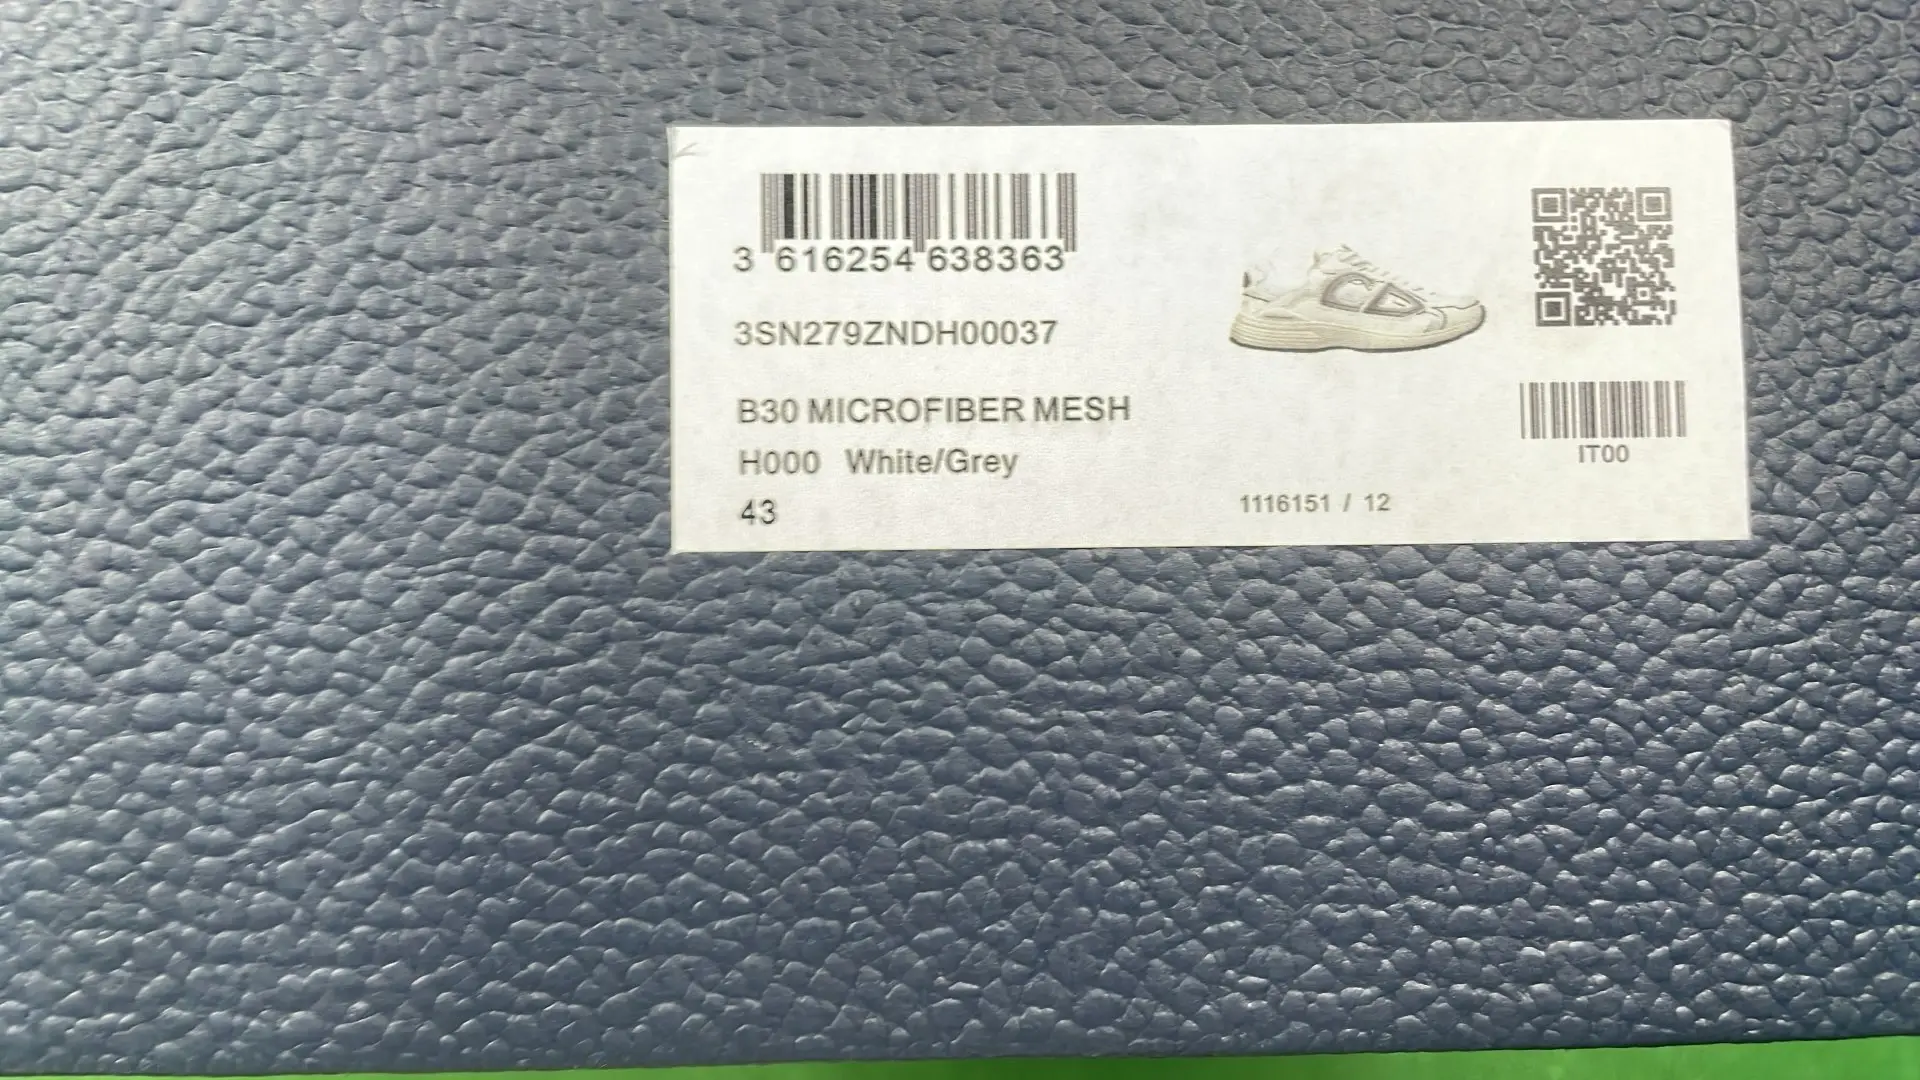 3 616254 638363
3SN279ZNDH00037
B30 MICROFIBER MESH
H000 White/Grey
43
1116151 / 12
IT00